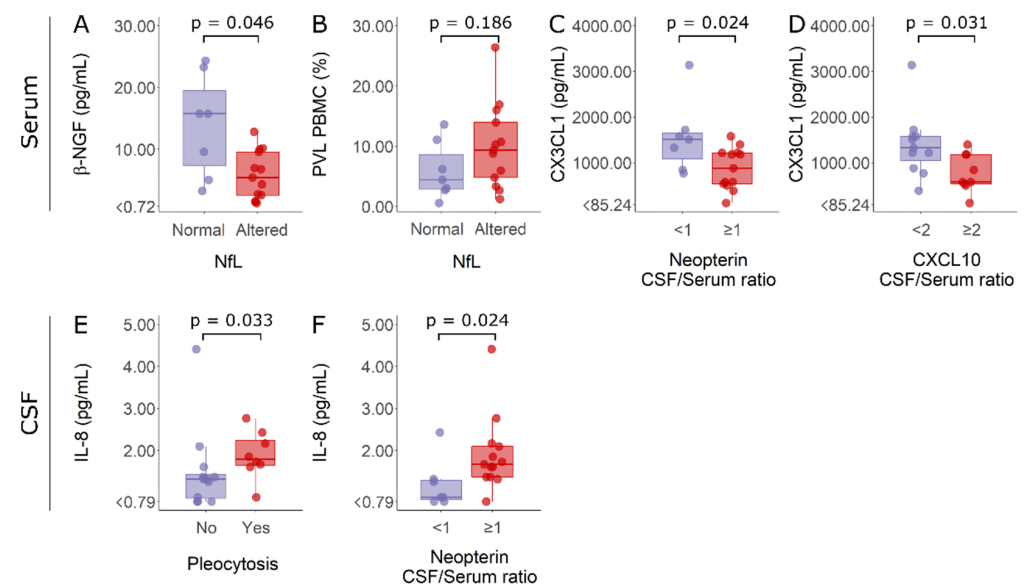 Serum
A
p = 0.046
β-NGF (pg/mL)
30.00
20.00
10.00
<0.72
Normal Altered
NfL
B
p = 0.186
PVL PBMC (%)
30.00
20.00
10.00
0.00
Normal Altered
NfL
C
p = 0.024
CX3CL1 (pg/mL)
4000.00
3000.00
2000.00
1000.00
<85.24
<1 ≥1
Neopterin
CSF/Serum ratio
D
p = 0.031
CX3CL1 (pg/mL)
4000.00
3000.00
2000.00
1000.00
<85.24
<2 ≥2
CXCL10
CSF/Serum ratio
CSF
E
p = 0.033
IL-8 (pg/mL)
5.00
4.00
3.00
2.00
<0.79
No Yes
Pleocytosis
F
p = 0.024
IL-8 (pg/mL)
5.00
4.00
3.00
2.00
<0.79
<1 ≥1
Neopterin
CSF/Serum ratio